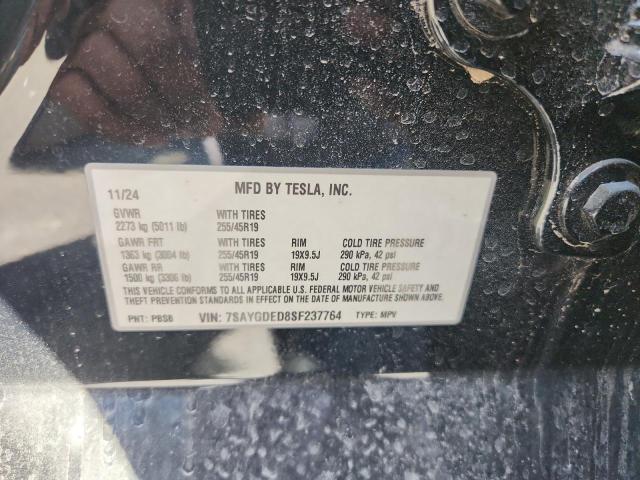 11/24 MFD BY TESLA, INC.
GVWR WITH TIRES
2273 kg (5011 lb) 255/45R19
GAWR FRT WITH TIRES RIM COLD TIRE PRESSURE
1363 kg (3004 lb) 255/45R19 19X9.5J 290 kPa, 42 psi
GAWR RR WITH TIRES RIM COLD TIRE PRESSURE
1500 kg (3306 lb) 255/45R19 19X9.5J 290 kPa, 42 psi
THIS VEHICLE CONFORMS TO ALL APPLICABLE U.S. FEDERAL MOTOR VEHICLE SAFETY AND
THEFT PREVENTION STANDARDS IN EFFECT ON THE DATE OF MANUFACTURE SHOWN ABOVE.
PNT: PBSB VIN: 7SAYGDED8SF237764 TYPE: MPV